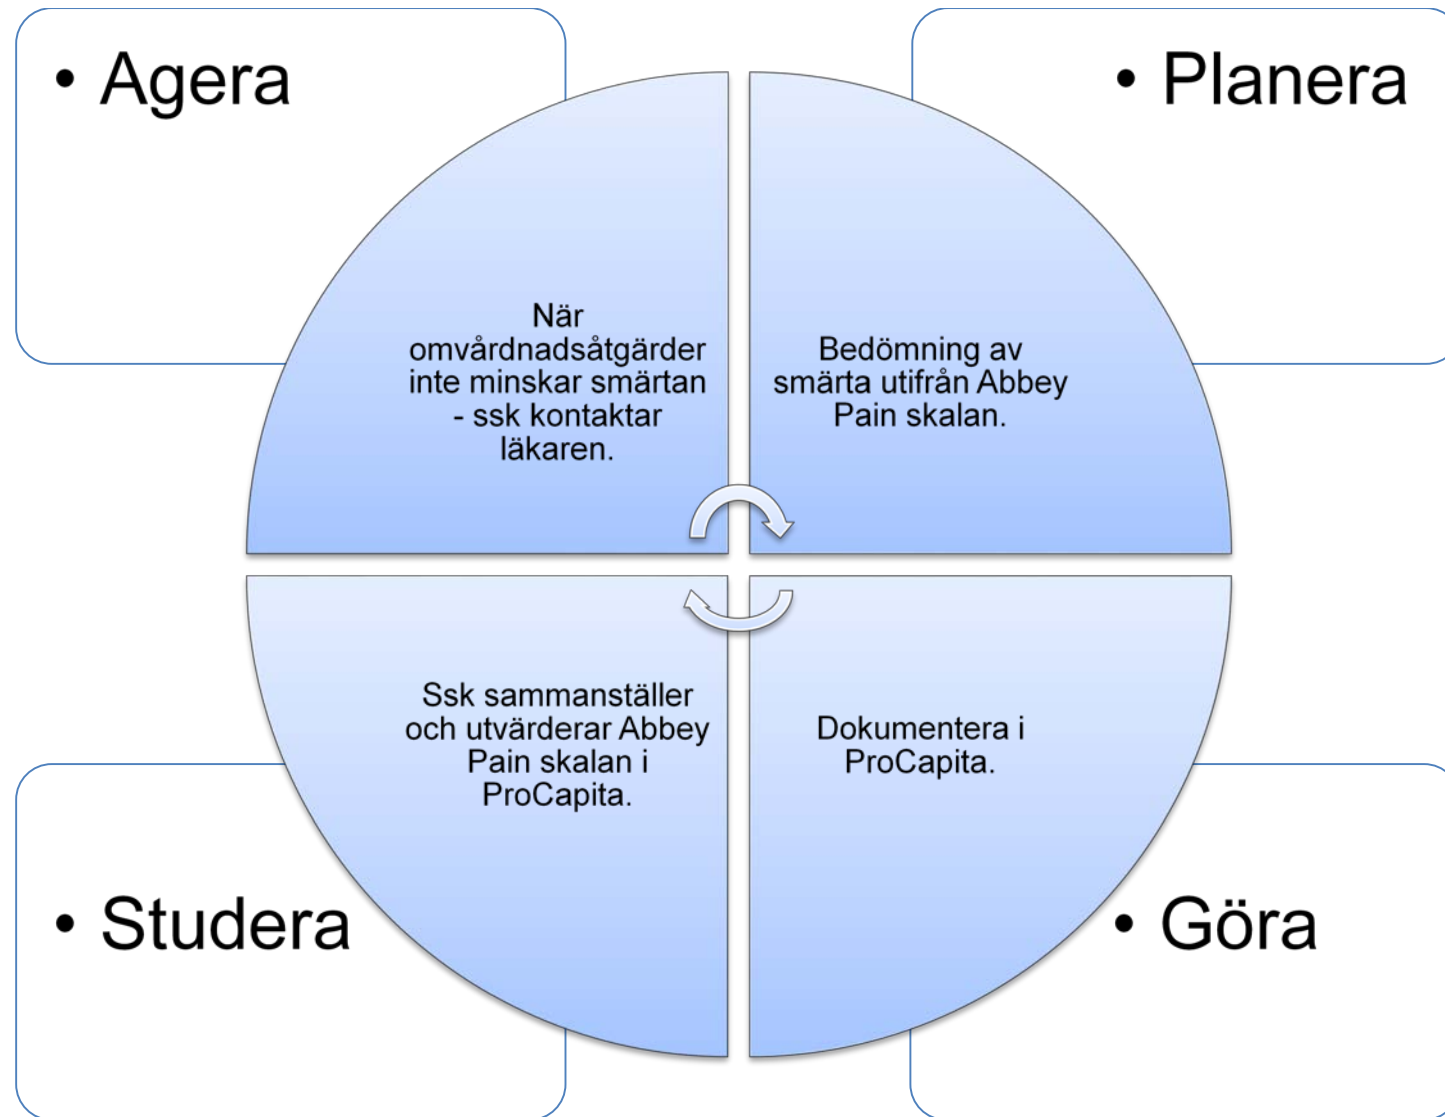 • Agera
• Planera
När
omvårdnadsåtgärder
inte minskar smärtan
- ssk kontaktar
läkaren.
Bedömning av
smärta utifrån Abbey
Pain skalan.
Ssk sammanställer
och utvärderar Abbey
Pain skalan i
ProCapita.
Dokumentera i
ProCapita.
• Studera
• Göra